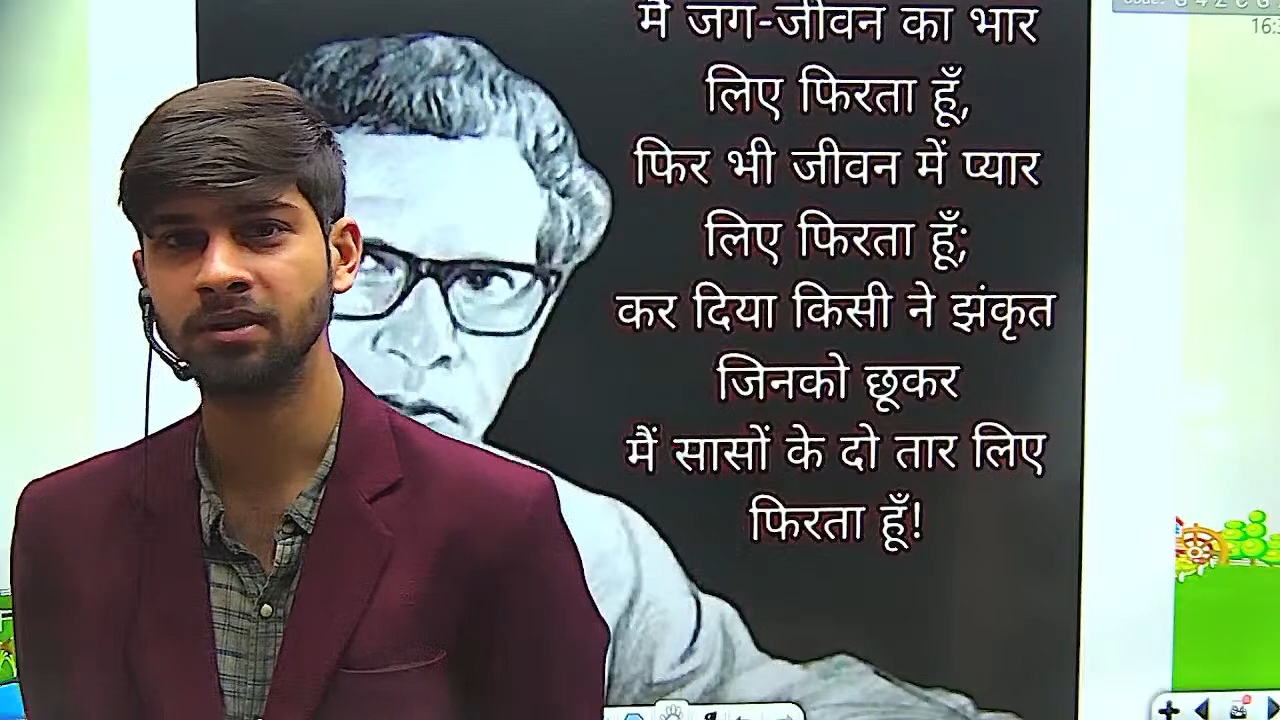 मैं जग-जीवन का भार
लिए फिरता हूँ,
फिर भी जीवन में प्यार
लिए फिरता हूँ;
कर दिया किसी ने झंकृत
जिनको छूकर
मैं सासों के दो तार लिए
फिरता हूँ!